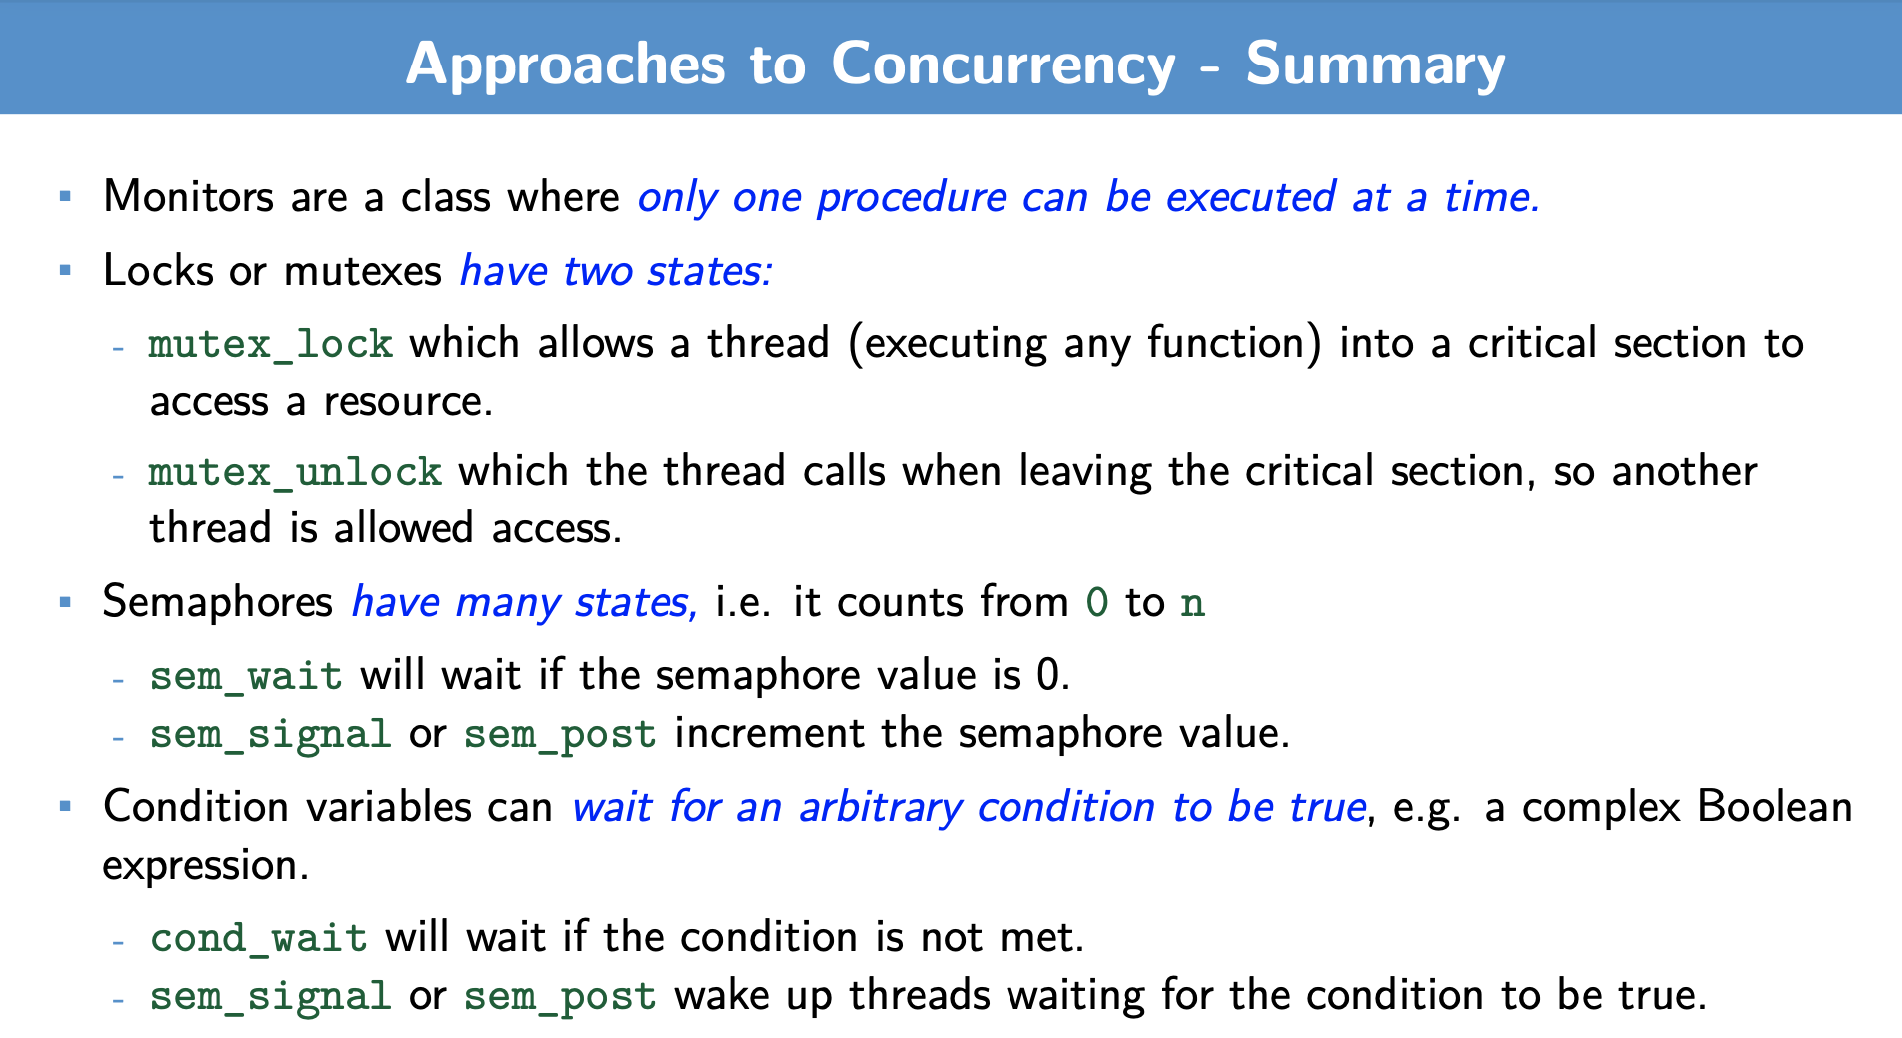 Approaches to Concurrency - Summary
▪ Monitors are a class where only one procedure can be executed at a time.
▪ Locks or mutexes have two states:
- mutex_lock which allows a thread (executing any function) into a critical section to
access a resource.
- mutex_unlock which the thread calls when leaving the critical section, so another
thread is allowed access.
▪ Semaphores have many states, i.e. it counts from 0 to n
- sem_wait will wait if the semaphore value is 0.
- sem_signal or sem_post increment the semaphore value.
▪ Condition variables can wait for an arbitrary condition to be true, e.g. a complex Boolean
expression.
- cond_wait will wait if the condition is not met.
- sem_signal or sem_post wake up threads waiting for the condition to be true.